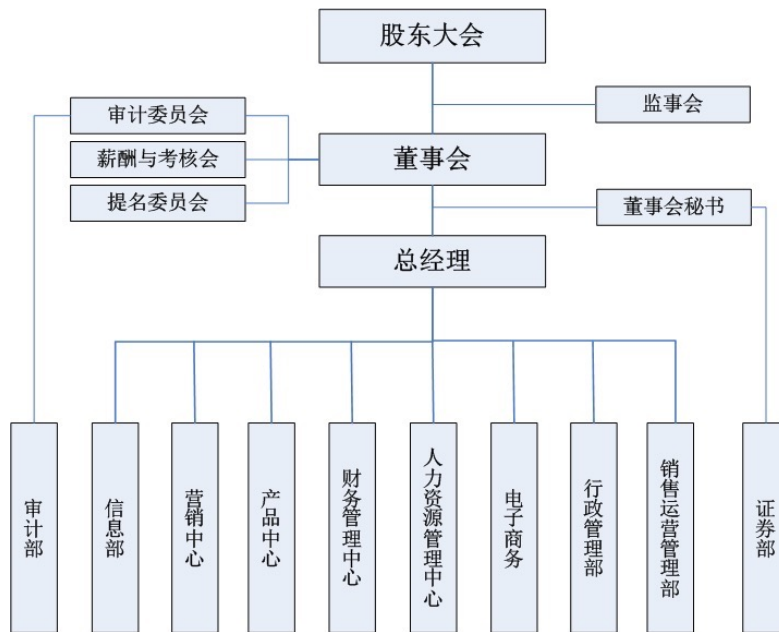 股东大会
监事会
审计委员会
薪酬与考核会
提名委员会
董事会
董事会秘书
总经理
审计部
信息部
营销中心
产品中心
财务管理中心
人力资源管理中心
电子商务
行政管理部
销售运营管理部
证券部